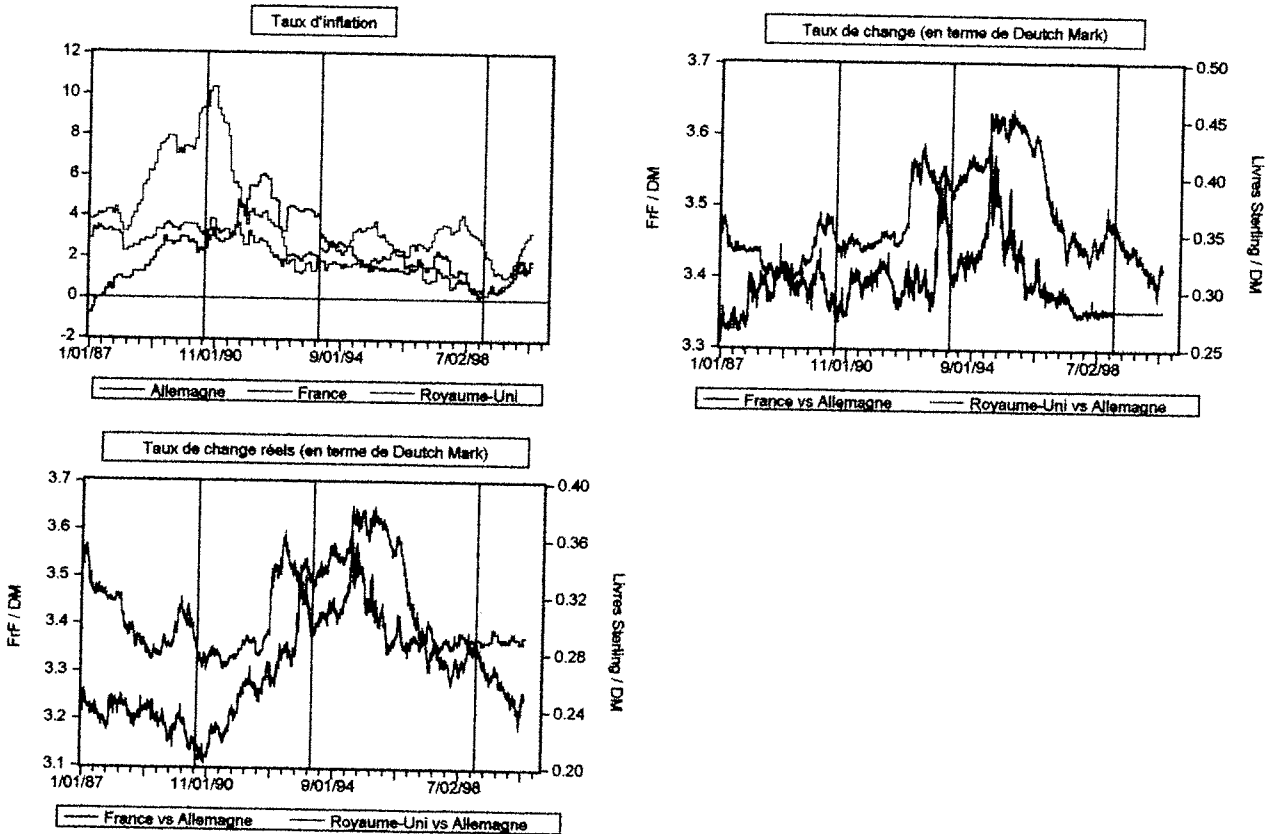 Taux d'inflation
12
10
8
6
4
2
0
-2
1/01/87 11/01/90 9/01/94 7/02/98
Allemagne France Royaume-Uni
Taux de change (en terme de Deutch Mark)
3.7
3.6
3.5
3.4
3.3
FrF / DM
0.50
0.45
0.40
0.35
0.30
0.25
Livres Sterling / DM
1/01/87 11/01/90 9/01/94 7/02/98
France vs Allemagne Royaume-Uni vs Allemagne
Taux de change réels (en terme de Deutch Mark)
3.7
3.6
3.5
3.4
3.3
3.2
3.1
FrF / DM
0.40
0.36
0.32
0.28
0.24
0.20
Livres Sterling / DM
1/01/87 11/01/90 9/01/94 7/02/98
France vs Allemagne Royaume-Uni vs Allemagne